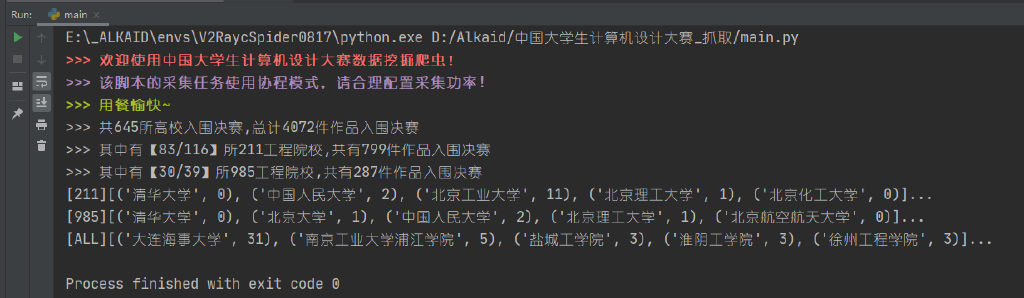 Run: main
E:\_ALKAID\envs\V2RaycSpider0817\python.exe D:/Alkaid/中国大学生计算机设计大赛_抓取/main.py
>>> 欢迎使用中国大学生计算机设计大赛数据挖掘爬虫!
>>> 该脚本的采集任务使用协程模式，请合理配置采集功率!
>>> 用餐愉快~
>>> 共645所高校入围决赛,总计4072件作品入围决赛
>>> 其中有【83/116】所211工程院校,共有799件作品入围决赛
>>> 其中有【30/39】所985工程院校,共有287件作品入围决赛
[211][('清华大学', 0), ('中国人民大学', 2), ('北京工业大学', 11), ('北京理工大学', 1), ('北京化工大学', 0)]...
[985][('清华大学', 0), ('北京大学', 1), ('中国人民大学', 2), ('北京理工大学', 1), ('北京航空航天大学', 0)]...
[ALL][('大连海事大学', 31), ('南京工业大学浦江学院', 5), ('盐城工学院', 3), ('淮阴工学院', 3), ('徐州工程学院', 3)]...
Process finished with exit code 0